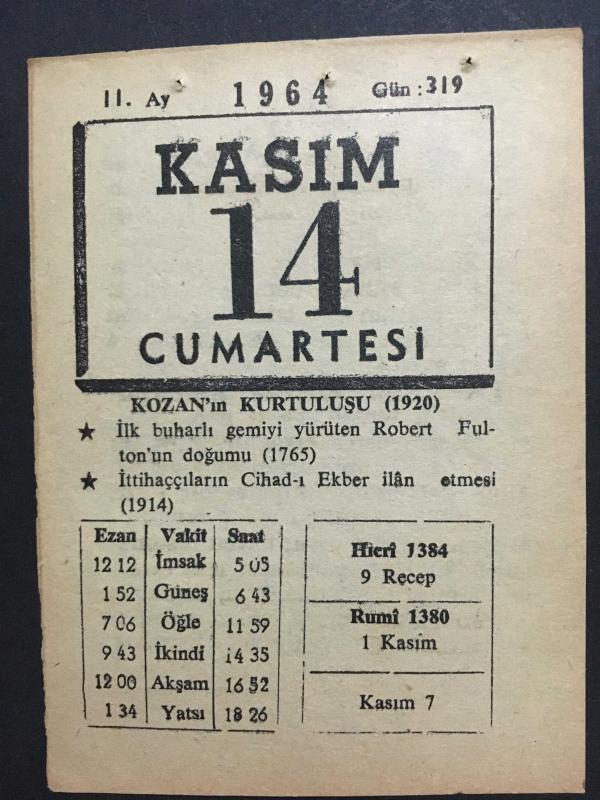 11. Ay 1964 Gün : 319
KASIM
14
CUMARTESİ
KOZAN'ın KURTULUŞU (1920)
★ İlk buharlı gemiyi yürüten Robert Ful-
ton'un doğumu (1765)
★ İttihaççıların Cihad-ı Ekber ilân etmesi
(1914)
Ezan Vakit Saat
12 12 İmsak 5 05
1 52 Güneş 6 43
7 06 Öğle 11 59
9 43 İkindi 14 35
12 00 Akşam 16 52
1 34 Yatsı 18 26
Hicrî 1384
9 Recep
Rumî 1380
1 Kasım
Kasım 7